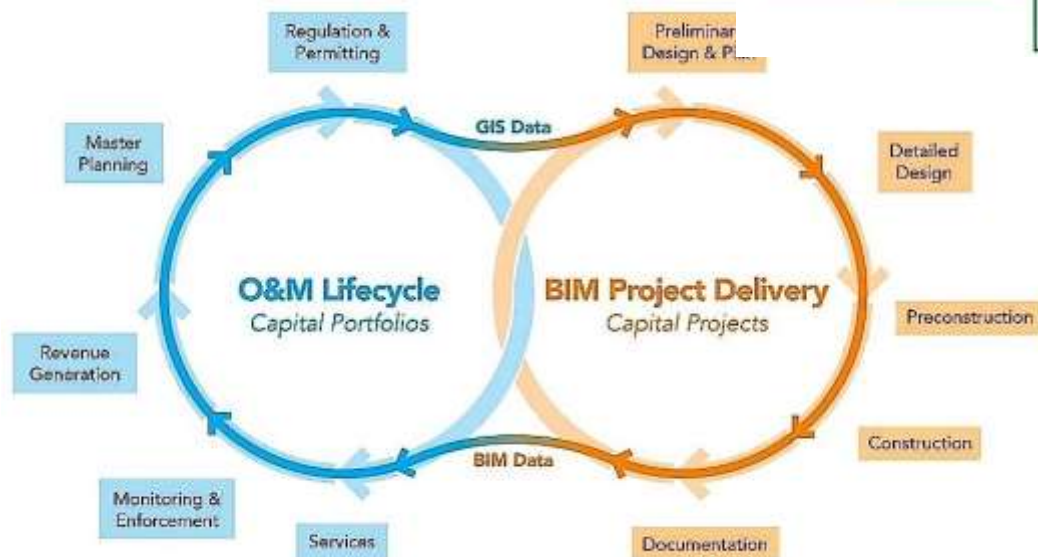 Regulation &
Permitting
Preliminar
Design & Pl
GIS Data
Master
Planning
Detailed
Design
O&M Lifecycle
Capital Portfolios
BIM Project Delivery
Capital Projects
Preconstruction
Revenue
Generation
Construction
BIM Data
Monitoring &
Enforcement
Services
Documentation